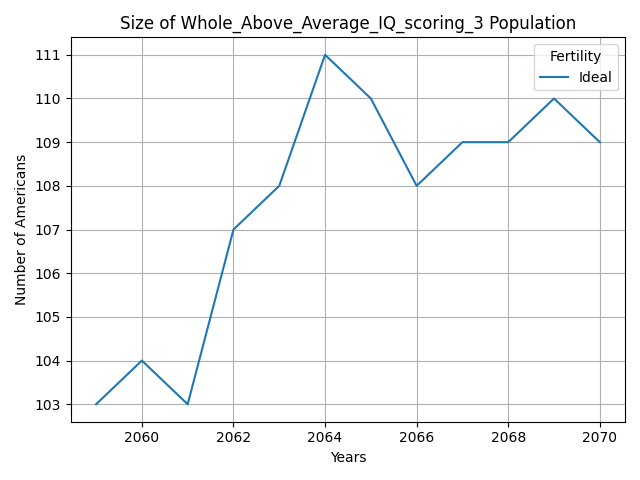 Size of Whole_Above_Average_IQ_scoring_3 Population
Fertility
Ideal
111
110
109
108
107
106
105
104
103
Number of Americans
2060 2062 2064 2066 2068 2070
Years